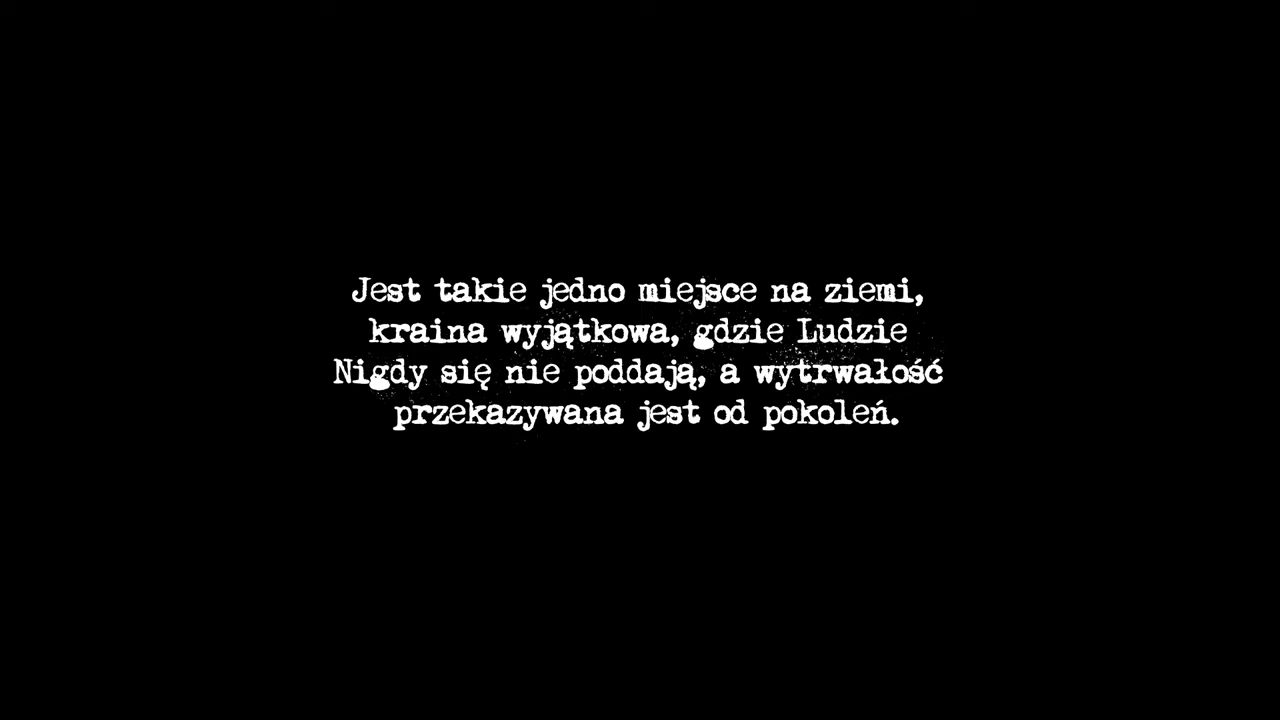 Jest takie jedno miejsce na ziemi,
kraina wyjątkowa, gdzie Ludzie
Nigdy się nie poddają, a wytrwałość
przekazywana jest od pokoleń.